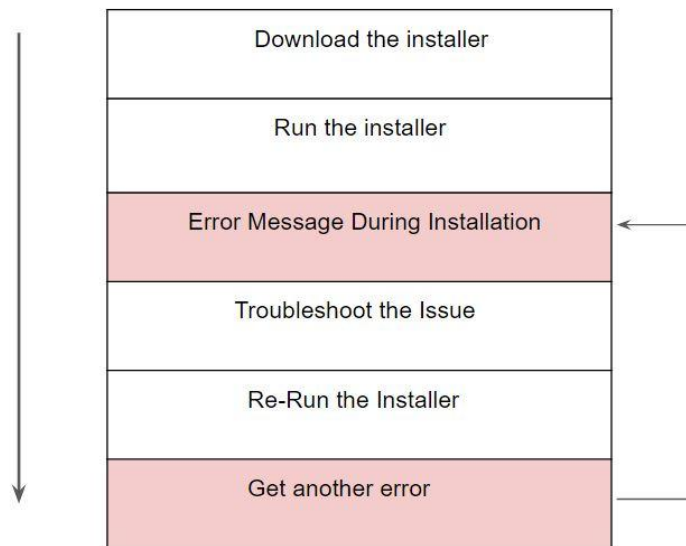 Download the installer
Run the installer
Error Message During Installation
Troubleshoot the Issue
Re-Run the Installer
Get another error